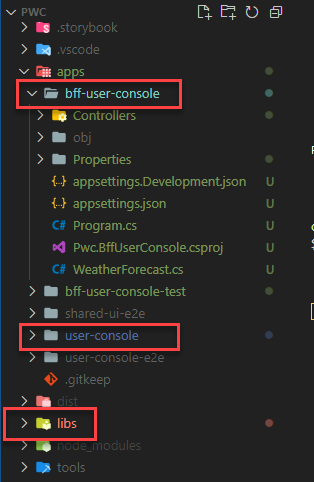 PWC
.storybook
.vscode
apps
bff-user-console
Controllers
obj
Properties
appsettings.Development.json U
appsettings.json U
Program.cs U
Pwc.BffUserConsole.csproj U
WeatherForecast.cs U
bff-user-console-test
shared-ui-e2e
user-console
user-console-e2e
.gitkeep
dist
libs
node_modules
tools